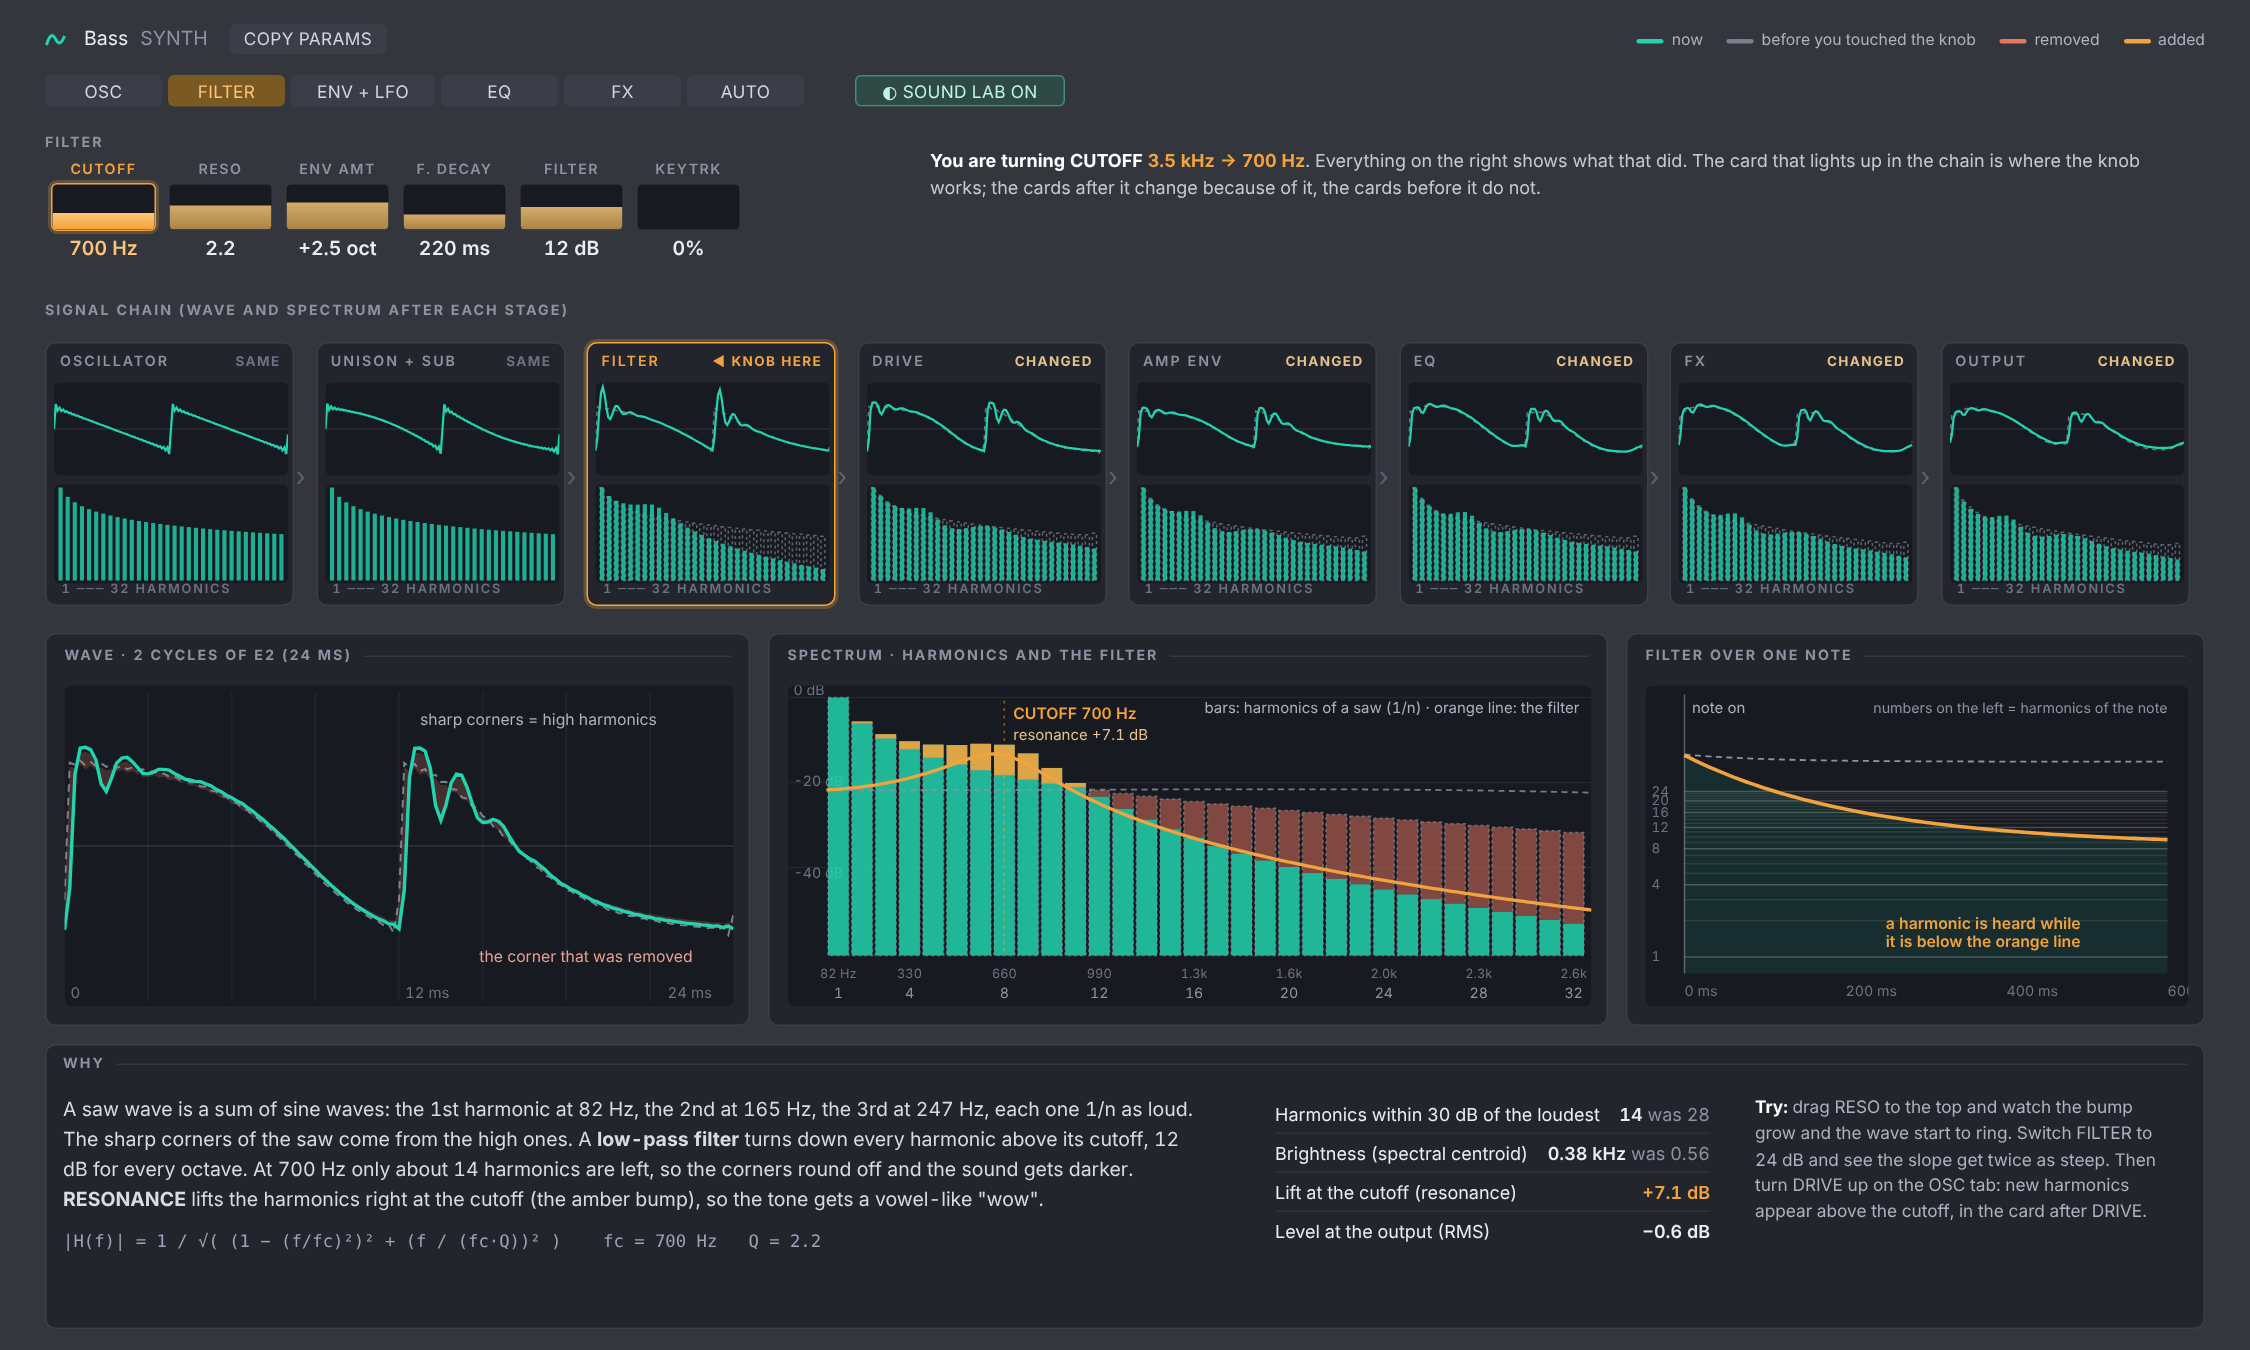 Bass SYNTH COPY PARAMS
now before you touched the knob removed added
OSC FILTER ENV + LFO EQ FX AUTO ◐ SOUND LAB ON
FILTER
CUTOFF RESO ENV AMT F. DECAY FILTER KEYTRK
700 Hz 2.2 +2.5 oct 220 ms 12 dB 0%
You are turning CUTOFF 3.5 kHz → 700 Hz. Everything on the right shows what that did. The card that lights up in the chain is where the knob
works; the cards after it change because of it, the cards before it do not.
SIGNAL CHAIN (WAVE AND SPECTRUM AFTER EACH STAGE)
OSCILLATOR SAME
1 ––– 32 HARMONICS
UNISON + SUB SAME
1 ––– 32 HARMONICS
FILTER ◀ KNOB HERE
1 ––– 32 HARMONICS
DRIVE CHANGED
1 ––– 32 HARMONICS
AMP ENV CHANGED
1 ––– 32 HARMONICS
EQ CHANGED
1 ––– 32 HARMONICS
FX CHANGED
1 ––– 32 HARMONICS
OUTPUT CHANGED
1 ––– 32 HARMONICS
WAVE · 2 CYCLES OF E2 (24 MS)
sharp corners = high harmonics
the corner that was removed
0 12 ms 24 ms
SPECTRUM · HARMONICS AND THE FILTER
0 dB
CUTOFF 700 Hz
resonance +7.1 dB
bars: harmonics of a saw (1/n) · orange line: the filter
-20 dB
-40 dB
82 Hz 330 660 990 1.3k 1.6k 2.0k 2.3k 2.6k
1 4 8 12 16 20 24 28 32
FILTER OVER ONE NOTE
note on numbers on the left = harmonics of the note
24
20
16
12
8
4
1
a harmonic is heard while
it is below the orange line
0 ms 200 ms 400 ms 600
WHY
A saw wave is a sum of sine waves: the 1st harmonic at 82 Hz, the 2nd at 165 Hz, the 3rd at 247 Hz, each one 1/n as loud.
The sharp corners of the saw come from the high ones. A low-pass filter turns down every harmonic above its cutoff, 12
dB for every octave. At 700 Hz only about 14 harmonics are left, so the corners round off and the sound gets darker.
RESONANCE lifts the harmonics right at the cutoff (the amber bump), so the tone gets a vowel-like "wow".
|H(f)| = 1 / √( (1 − (f/fc)²)² + (f / (fc·Q))² ) fc = 700 Hz Q = 2.2
Harmonics within 30 dB of the loudest 14 was 28
Brightness (spectral centroid) 0.38 kHz was 0.56
Lift at the cutoff (resonance) +7.1 dB
Level at the output (RMS) −0.6 dB
Try: drag RESO to the top and watch the bump
grow and the wave start to ring. Switch FILTER to
24 dB and see the slope get twice as steep. Then
turn DRIVE up on the OSC tab: new harmonics
appear above the cutoff, in the card after DRIVE.